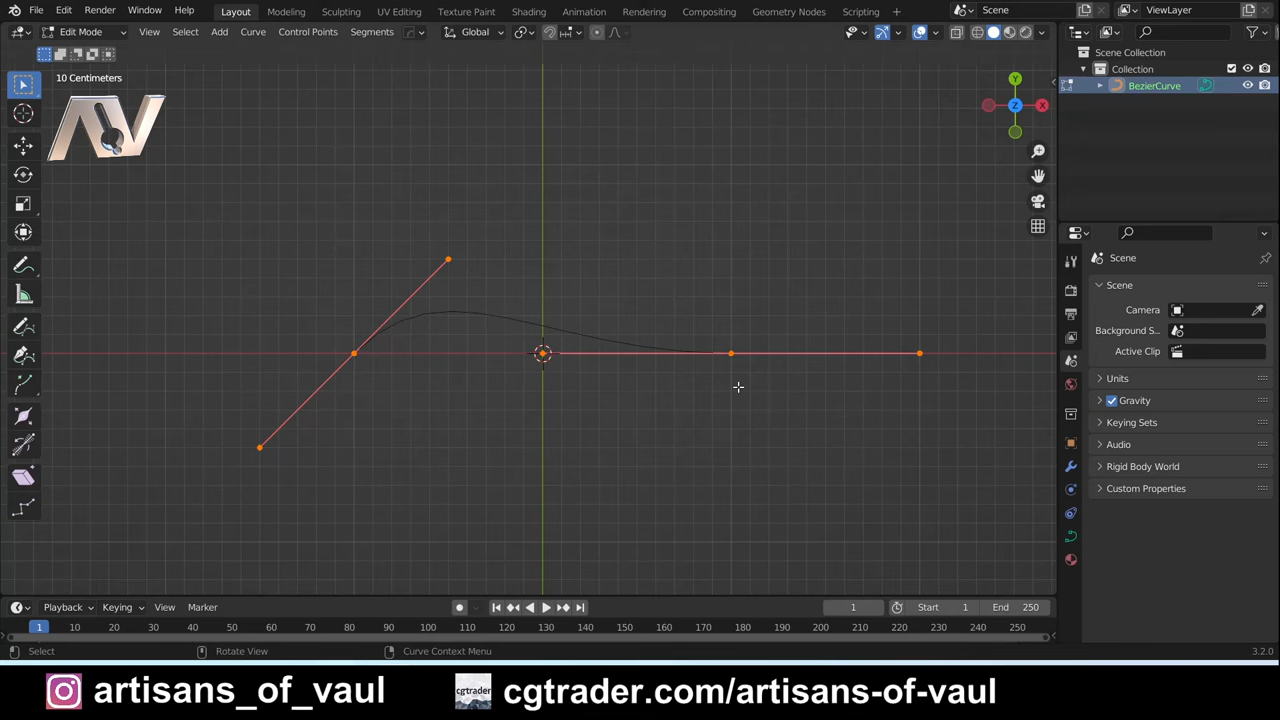 File Edit Render Window Help Layout Modeling Sculpting UV Editing Texture Paint Shading Animation Rendering Compositing Geometry Nodes Scripting + Scene ViewLayer
Edit Mode View Select Add Curve Control Points Segments Global
10 Centimeters
AV
Y
Z X
Scene Collection
Collection
BezierCurve
Scene
Scene
Camera
Background S...
Active Clip
Units
Gravity
Keying Sets
Audio
Rigid Body World
Custom Properties
Playback Keying View Marker 1 Start 1 End 250
1 10 20 30 40 50 60 70 80 90 100 110 120 130 140 150 160 170 180 190 200 210 220 230 240 250
Select Rotate View Curve Context Menu 3.2.0
artisans_of_vaul cgtrader cgtrader.com/artisans-of-vaul